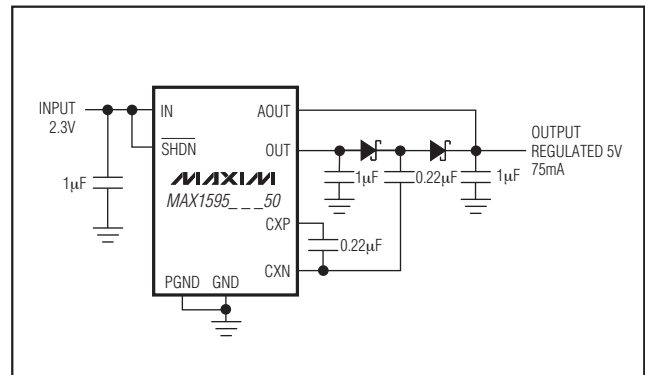 INPUT
2.3V
1μF
IN
SHDN
MAXIM
MAX1595_ _ _50
PGND GND
AOUT
OUT
CXP
CXN
1μF
0.22μF
1μF
0.22μF
OUTPUT
REGULATED 5V
75mA